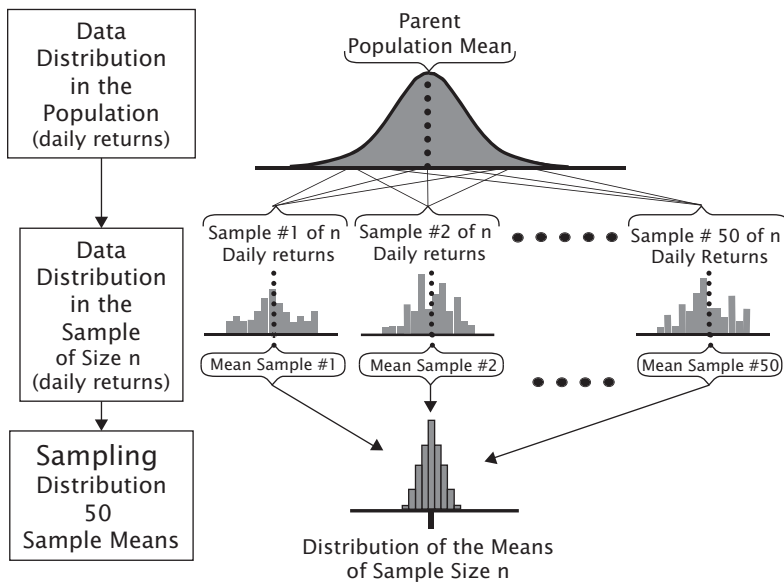 Data
Distribution
in the
Population
(daily returns)
Parent
Population Mean
Data
Distribution
in the
Sample
of Size n
(daily returns)
Sample #1 of n
Daily returns
Sample #2 of n
Daily returns
Sample # 50 of n
Daily Returns
Mean Sample #1
Mean Sample #2
Mean Sample #50
Sampling
Distribution
50
Sample Means
Distribution of the Means
of Sample Size n